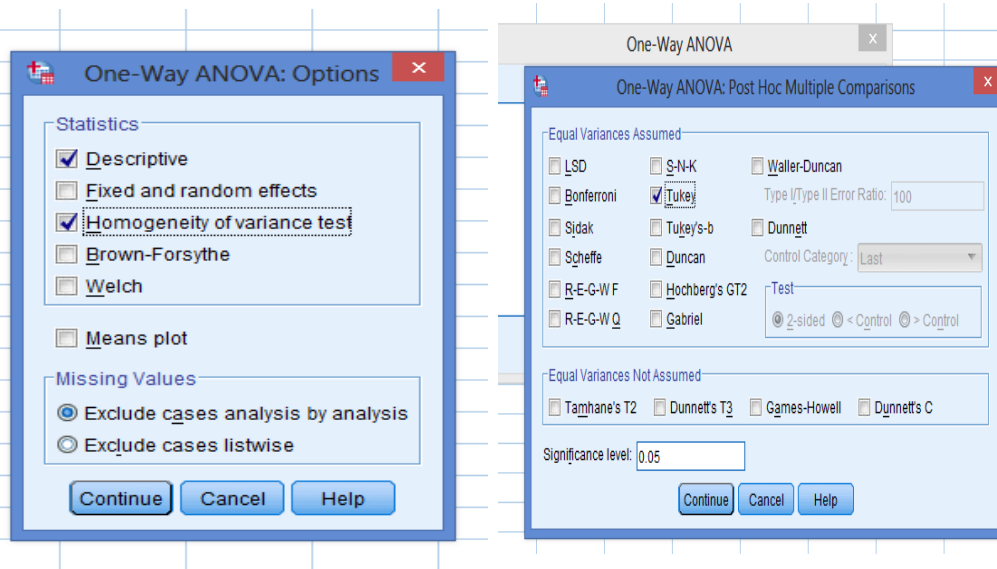 One-Way ANOVA: Options
Statistics
Descriptive
Fixed and random effects
Homogeneity of variance test
Brown-Forsythe
Welch
Means plot
Missing Values
Exclude cases analysis by analysis
Exclude cases listwise
Continue Cancel Help
One-Way ANOVA
One-Way ANOVA: Post Hoc Multiple Comparisons
Equal Variances Assumed
LSD S-N-K Waller-Duncan
Bonferroni Tukey Type I/Type II Error Ratio: 100
Sidak Tukey's-b Dunnett
Scheffe Duncan Control Category: Last
R-E-G-W F Hochberg's GT2 Test
R-E-G-W Q Gabriel 2-sided < Control > Control
Equal Variances Not Assumed
Tamhane's T2 Dunnett's T3 Games-Howell Dunnett's C
Significance level: 0.05
Continue Cancel Help